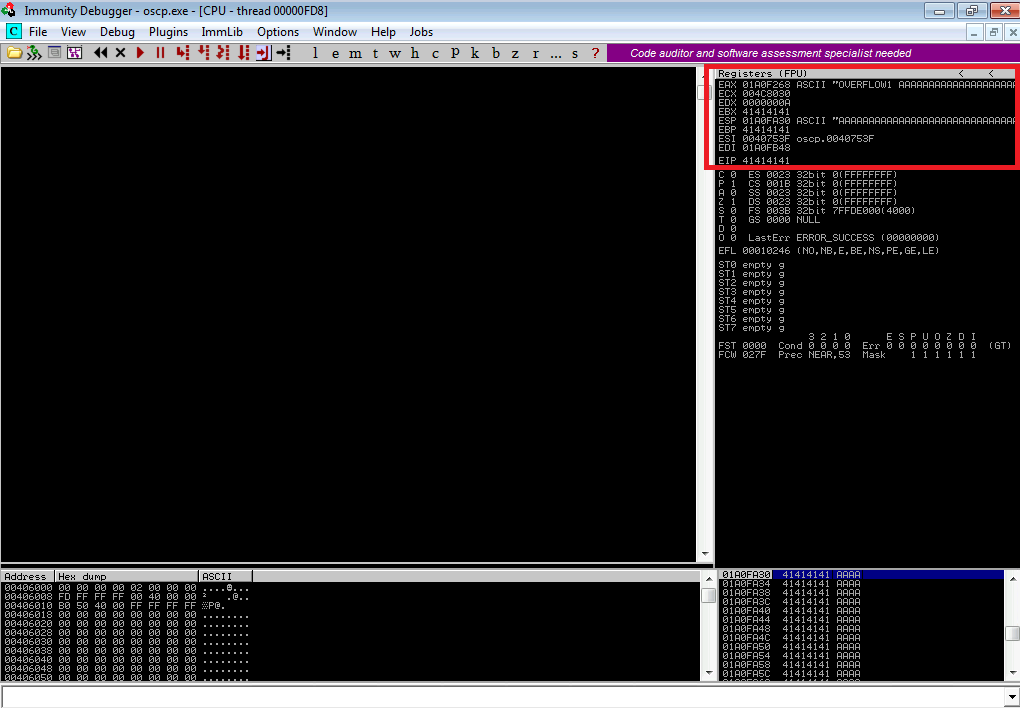 Immunity Debugger - oscp.exe - [CPU - thread 00000FD8]
C File View Debug Plugins ImmLib Options Window Help Jobs
l e m t w h c P k b z r ... s ? Code auditor and software assessment specialist needed
Registers (FPU) < <
EAX 01A0F268 ASCII "OVERFLOW1 AAAAAAAAAAAAAAAAAAAA
ECX 004C8030
EDX 0000000A
EBX 41414141
ESP 01A0FA30 ASCII "AAAAAAAAAAAAAAAAAAAAAAAAAAAAAA
EBP 41414141
ESI 0040753F oscp.0040753F
EDI 01A0FB48
EIP 41414141
C 0 ES 0023 32bit 0(FFFFFFFF)
P 1 CS 001B 32bit 0(FFFFFFFF)
A 0 SS 0023 32bit 0(FFFFFFFF)
Z 1 DS 0023 32bit 0(FFFFFFFF)
S 0 FS 003B 32bit 7FFDE000(4000)
T 0 GS 0000 NULL
D 0
O 0 LastErr ERROR_SUCCESS (00000000)
EFL 00010246 (NO,NB,E,BE,NS,PE,GE,LE)
ST0 empty g
ST1 empty g
ST2 empty g
ST3 empty g
ST4 empty g
ST5 empty g
ST6 empty g
ST7 empty g
3 2 1 0 E S P U O Z D I
FST 0000 Cond 0 0 0 0 Err 0 0 0 0 0 0 0 0 (GT)
FCW 027F Prec NEAR,53 Mask 1 1 1 1 1 1
Address Hex dump ASCII
00406000 00 00 00 00 02 00 00 00 ....@...
00406008 FD FF FF FF 00 40 00 00 ² .@..
00406010 B0 50 40 00 FF FF FF FF ░P@.
00406018 00 00 00 00 00 00 00 00 ........
00406020 00 00 00 00 00 00 00 00 ........
00406028 00 00 00 00 00 00 00 00 ........
00406030 00 00 00 00 00 00 00 00 ........
00406038 00 00 00 00 00 00 00 00 ........
00406040 00 00 00 00 00 00 00 00 ........
00406048 00 00 00 00 00 00 00 00 ........
00406050 00 00 00 00 00 00 00 00 ........
01A0FA30 41414141 AAAA
01A0FA34 41414141 AAAA
01A0FA38 41414141 AAAA
01A0FA3C 41414141 AAAA
01A0FA40 41414141 AAAA
01A0FA44 41414141 AAAA
01A0FA48 41414141 AAAA
01A0FA4C 41414141 AAAA
01A0FA50 41414141 AAAA
01A0FA54 41414141 AAAA
01A0FA58 41414141 AAAA
01A0FA5C 41414141 AAAA